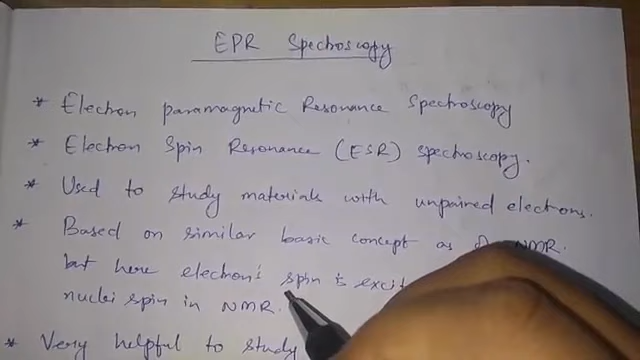 EPR Spectroscopy
* Electron paramagnetic Resonance Spectroscopy
* Electron Spin Resonance (ESR) spectroscopy.
* Used to study materials with unpaired electrons.
* Based on similar basic concept as NMR.
but here electron's spin is excit
nuclei spin in NMR.
* Very helpful to study